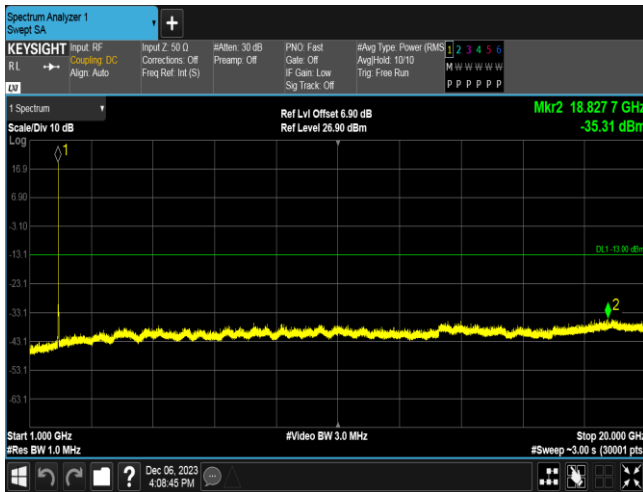 Spectrum Analyzer 1
Swept SA
KEYSIGHT
RL
LXI
Input: RF
Coupling: DC
Align: Auto
Input Z: 50 Ω
Corrections: Off
Freq Ref: Int (S)
#Atten: 30 dB
Preamp: Off
PNO: Fast
Gate: Off
IF Gain: Low
Sig Track: Off
#Avg Type: Power (RMS
Avg|Hold: 10/10
Trig: Free Run
1 2 3 4 5 6
M W W W W W
P P P P P P
1 Spectrum
Scale/Div 10 dB
Ref Lvl Offset 6.90 dB
Ref Level 26.90 dBm
Mkr2 18.827 7 GHz
-35.31 dBm
Log
1
16.9
6.90
-3.10
-13.1
DL1 -13.00 dBm
-23.1
-33.1
2
-43.1
-53.1
-63.1
Start 1.000 GHz
#Res BW 1.0 MHz
#Video BW 3.0 MHz
Stop 20.000 GHz
#Sweep ~3.00 s (30001 pts
?
Dec 06, 2023
4:08:45 PM